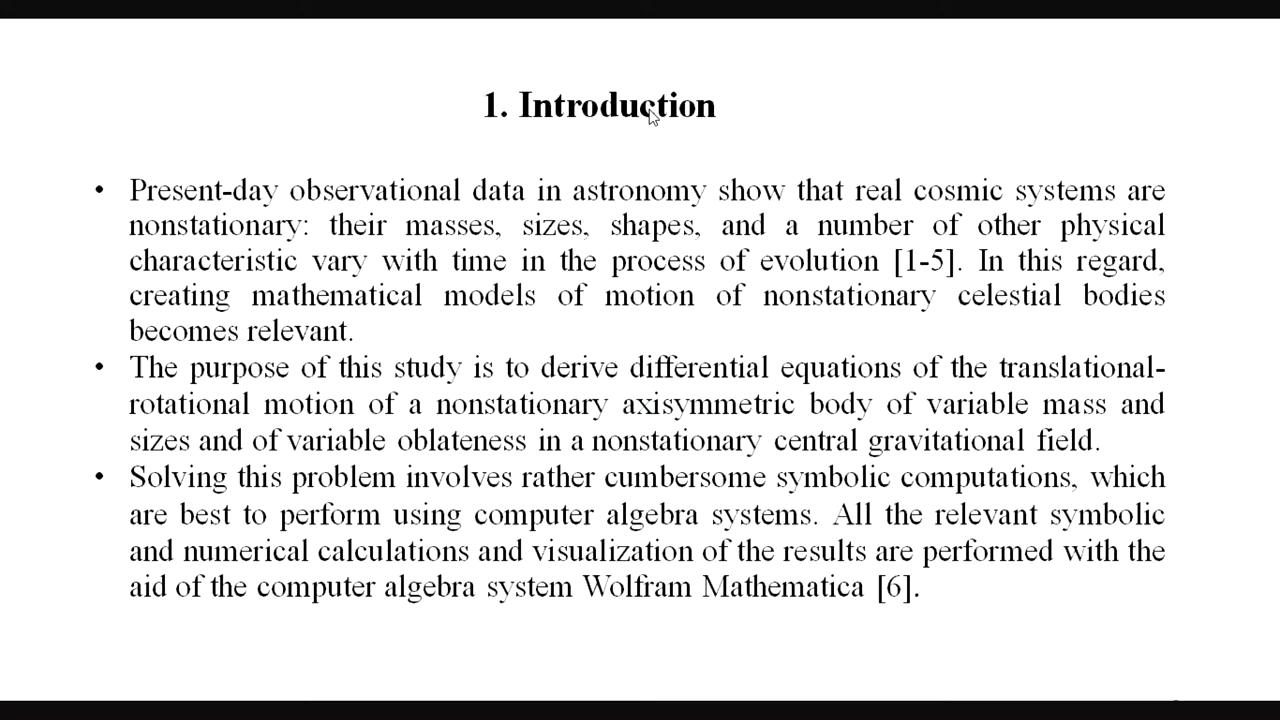 1. Introduction
• Present-day observational data in astronomy show that real cosmic systems are
nonstationary: their masses, sizes, shapes, and a number of other physical
characteristic vary with time in the process of evolution [1-5]. In this regard,
creating mathematical models of motion of nonstationary celestial bodies
becomes relevant.
• The purpose of this study is to derive differential equations of the translational-
rotational motion of a nonstationary axisymmetric body of variable mass and
sizes and of variable oblateness in a nonstationary central gravitational field.
• Solving this problem involves rather cumbersome symbolic computations, which
are best to perform using computer algebra systems. All the relevant symbolic
and numerical calculations and visualization of the results are performed with the
aid of the computer algebra system Wolfram Mathematica [6].